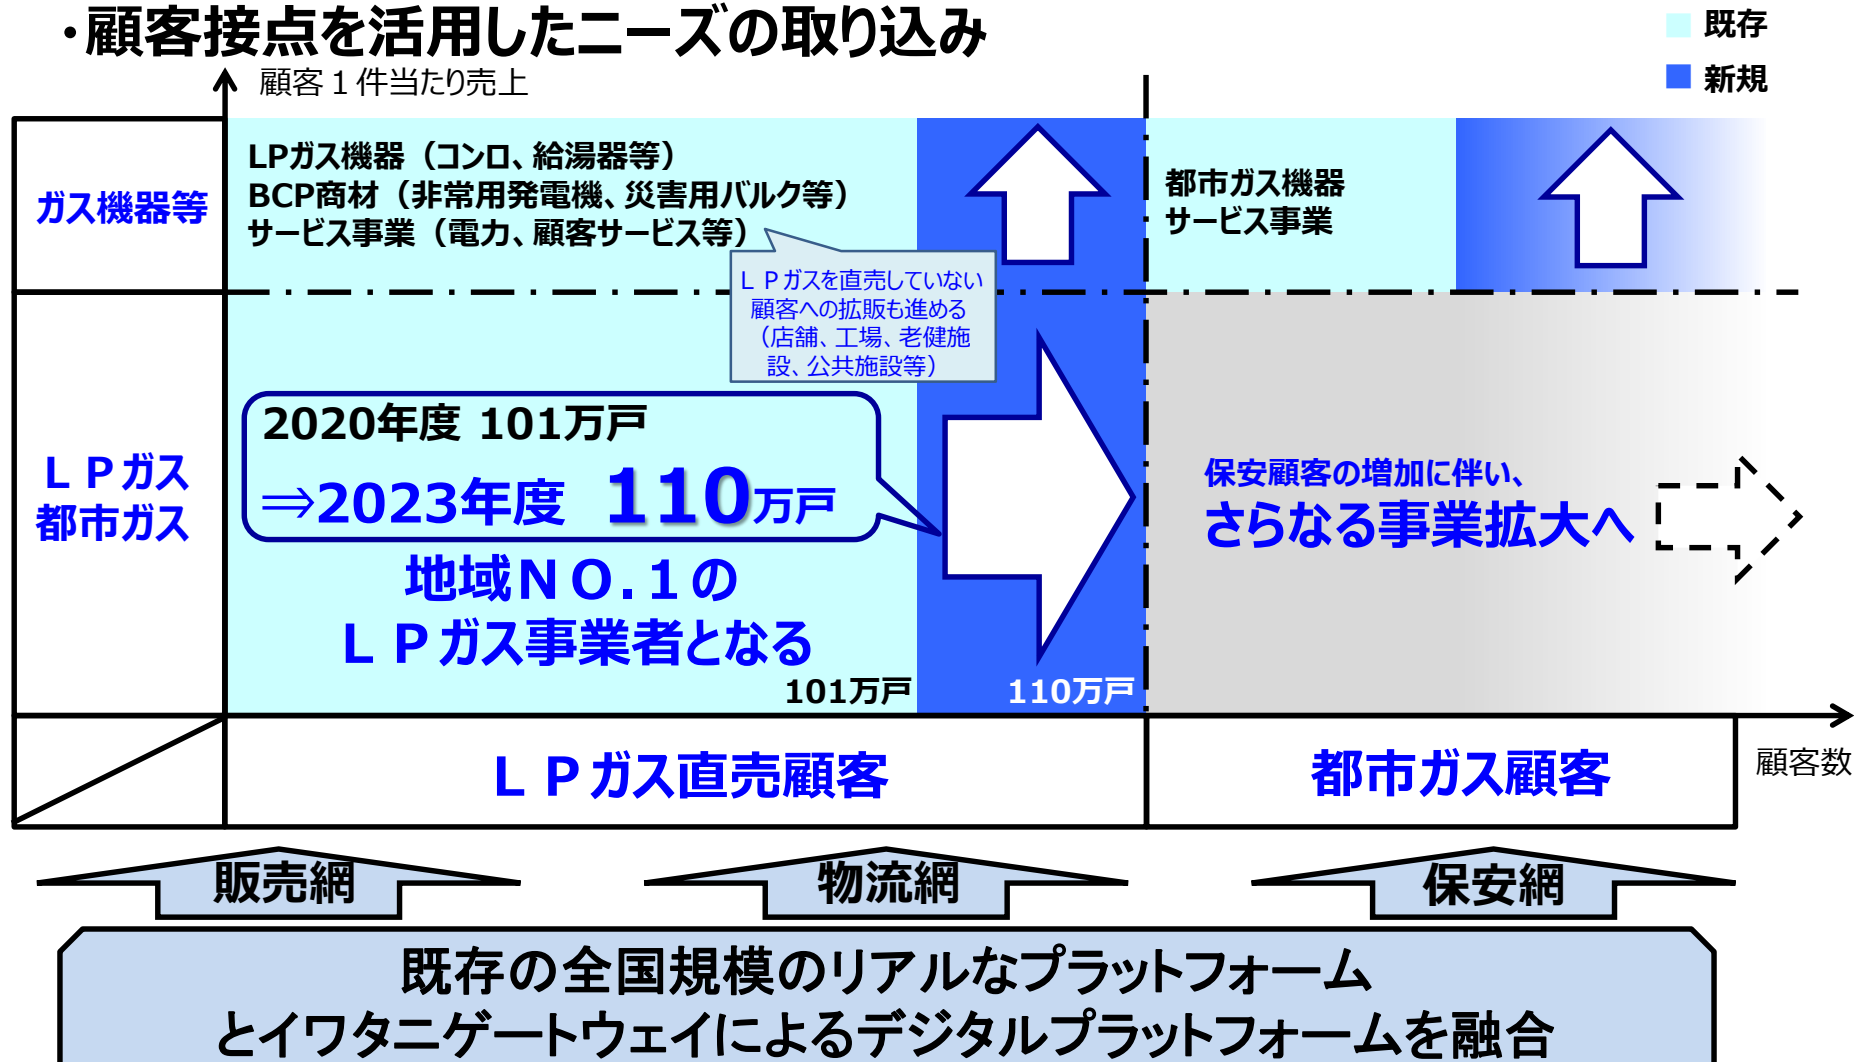 ・顧客接点を活用したニーズの取り込み
既存
新規
顧客１件当たり売上
ガス機器等
LPガス機器（コンロ、給湯器等）
BCP商材（非常用発電機、災害用バルク等）
サービス事業（電力、顧客サービス等）
都市ガス機器
サービス事業
ＬＰガスを直売していない
顧客への拡販も進める
（店舗、工場、老健施
設、公共施設等）
ＬＰガス
都市ガス
2020年度 101万戸
⇒2023年度 110万戸
地域ＮＯ.１の
ＬＰガス事業者となる
101万戸
110万戸
保安顧客の増加に伴い、
さらなる事業拡大へ
ＬＰガス直売顧客
都市ガス顧客
顧客数
販売網
物流網
保安網
既存の全国規模のリアルなプラットフォーム
とイワタニゲートウェイによるデジタルプラットフォームを融合